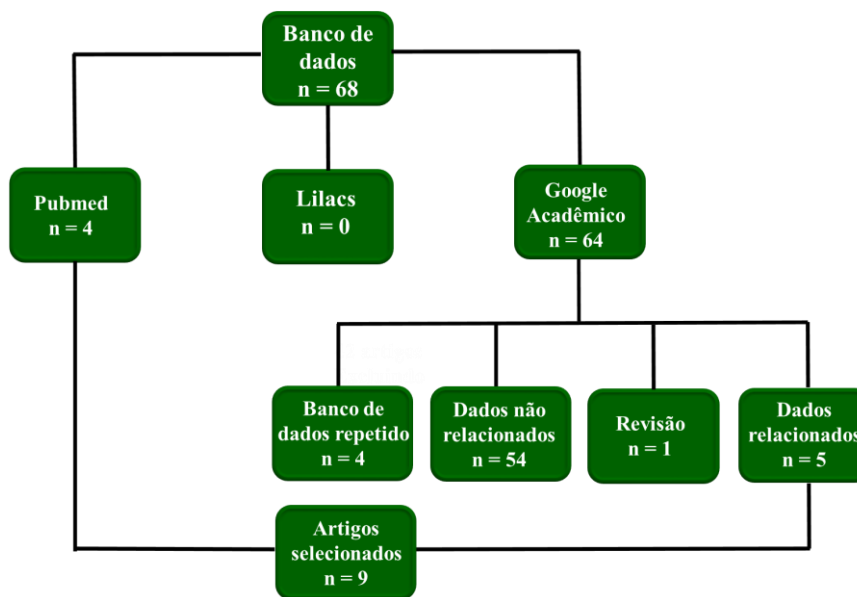 Banco de
dados
n = 68
Pubmed
n = 4
Lilacs
n = 0
Google
Acadêmico
n = 64
Banco de
dados repetido
n = 4
Dados não
relacionados
n = 54
Revisão
n = 1
Dados
relacionados
n = 5
Artigos
selecionados
n = 9